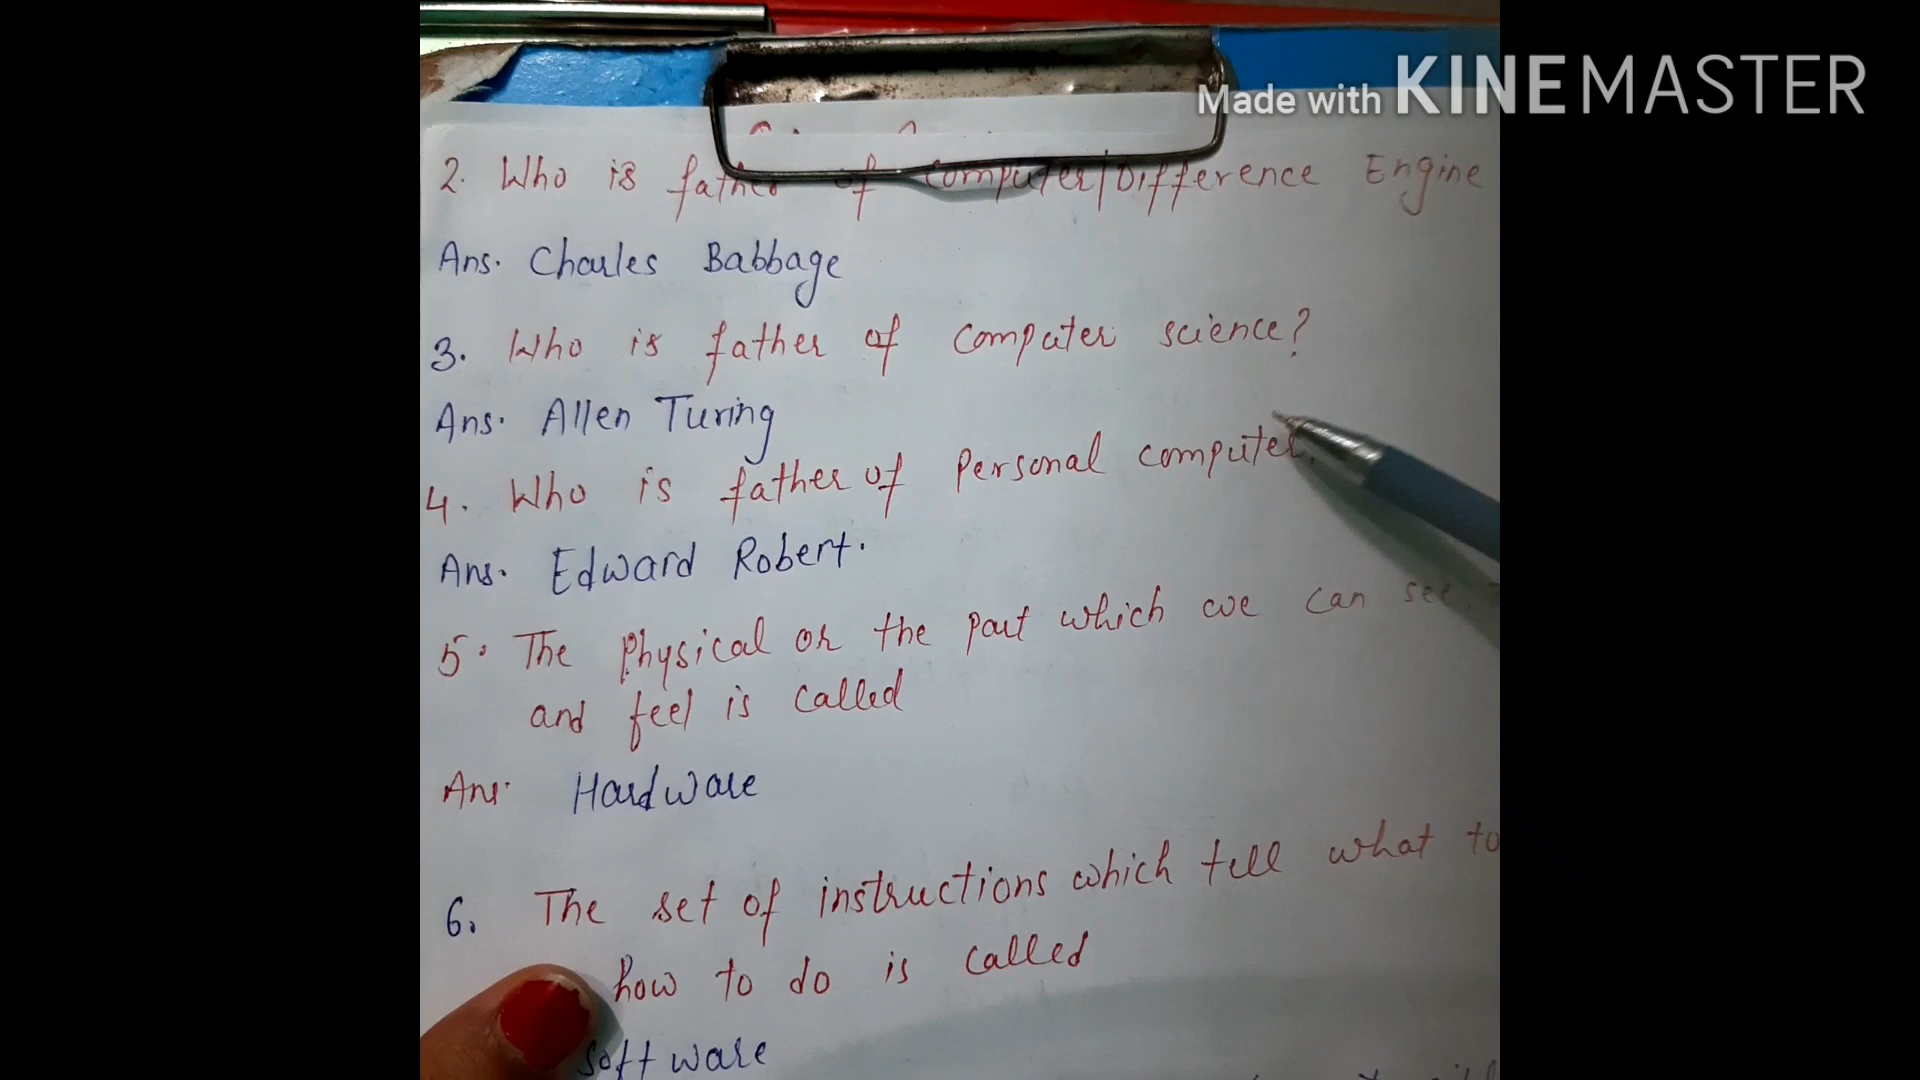 Made with KINEMASTER
2. Who is father of Computer/Difference Engine
Ans. Charles Babbage
3. Who is father of computer science?
Ans. Allen Turing
4. Who is father of Personal computer.
Ans. Edward Robert.
5. The Physical or the part which we can see,
and feel is called
Ans. Hardware
6. The set of instructions which tell what to
how to do is called
software